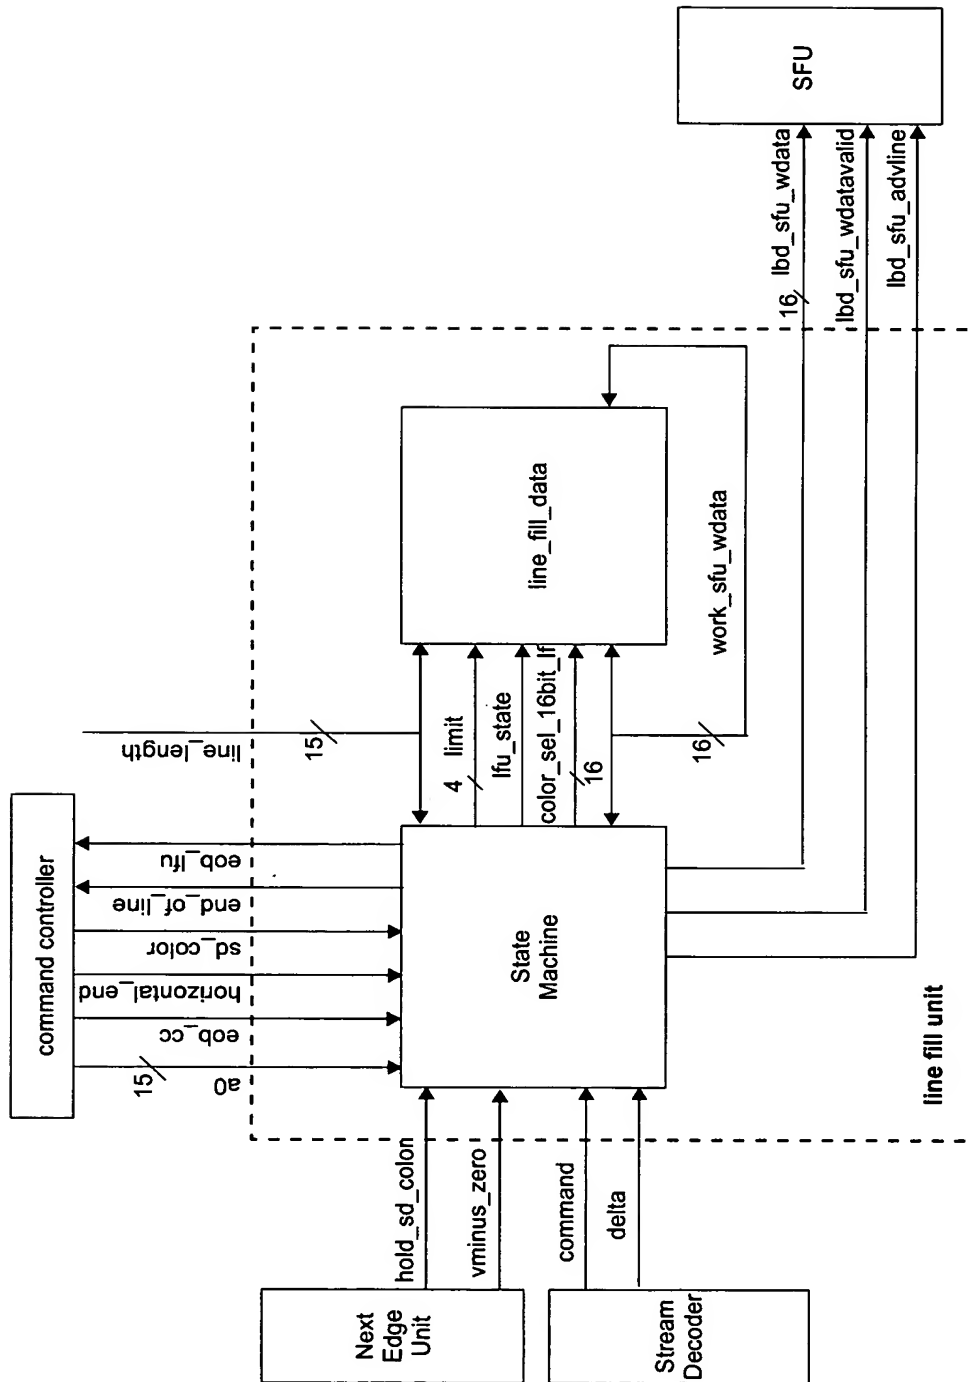 SFU
16
lbd_sfu_wdata
lbd_sfu_wdatavalid
lbd_sfu_advline
line_fill_data
work_sfu_wdata
line_length
15
4
limit
lfu_state
color_sel_16bit_lf
16
16
command controller
eob_lfu
end_of_line
sd_color
horizontal_end
eob_cc
15
a0
State
Machine
line fill unit
hold_sd_colon
vminus_zero
command
delta
Next
Edge
Unit
Stream
Decoder